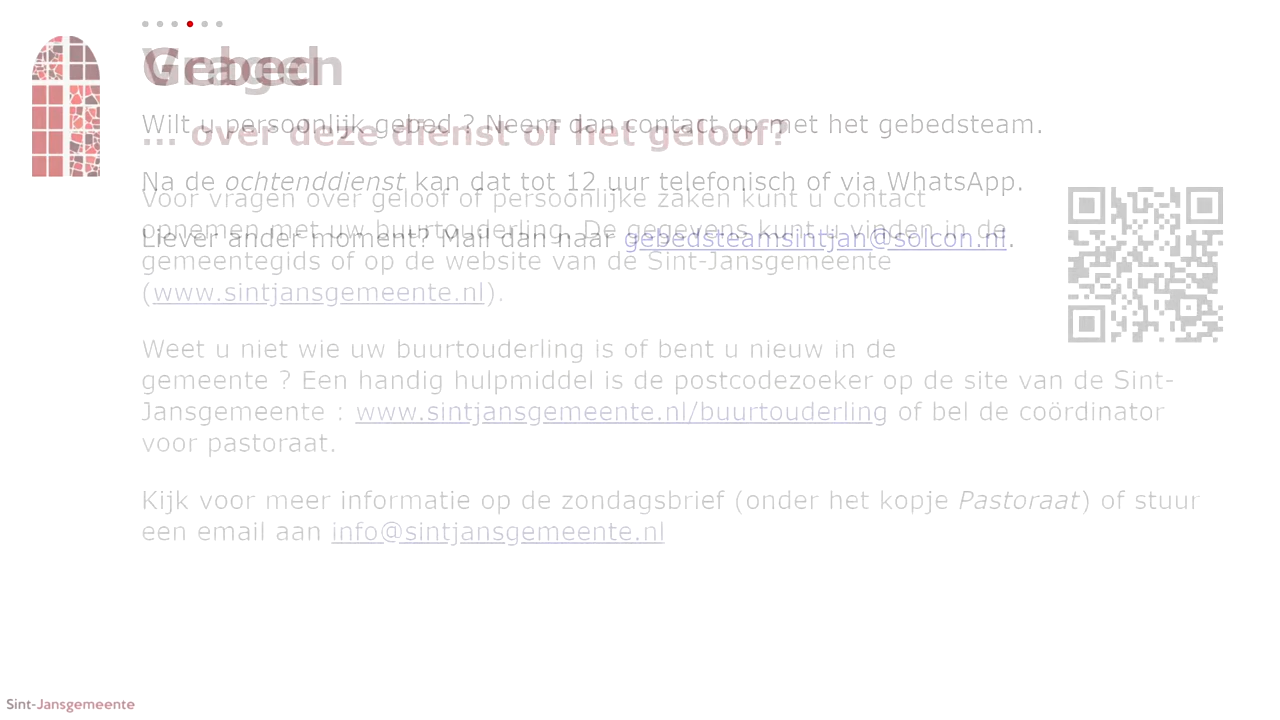 Vragen
... over deze dienst of het geloof?
Voor vragen over geloof of persoonlijke zaken kunt u contact
opnemen met uw buurtouderling. De gegevens kunt u vinden in de
gemeentegids of op de website van de Sint-Jansgemeente
(www.sintjansgemeente.nl).
Weet u niet wie uw buurtouderling is of bent u nieuw in de
gemeente ? Een handig hulpmiddel is de postcodezoeker op de site van de Sint-
Jansgemeente : www.sintjansgemeente.nl/buurtouderling of bel de coördinator
voor pastoraat.
Kijk voor meer informatie op de zondagsbrief (onder het kopje Pastoraat) of stuur
een email aan info@sintjansgemeente.nl
Gebed
Wilt u persoonlijk gebed ? Neem dan contact op met het gebedsteam.
Na de ochtenddienst kan dat tot 12 uur telefonisch of via WhatsApp.
Liever ander moment? Mail dan naar gebedsteamsintjan@solcon.nl.
Sint-Jansgemeente